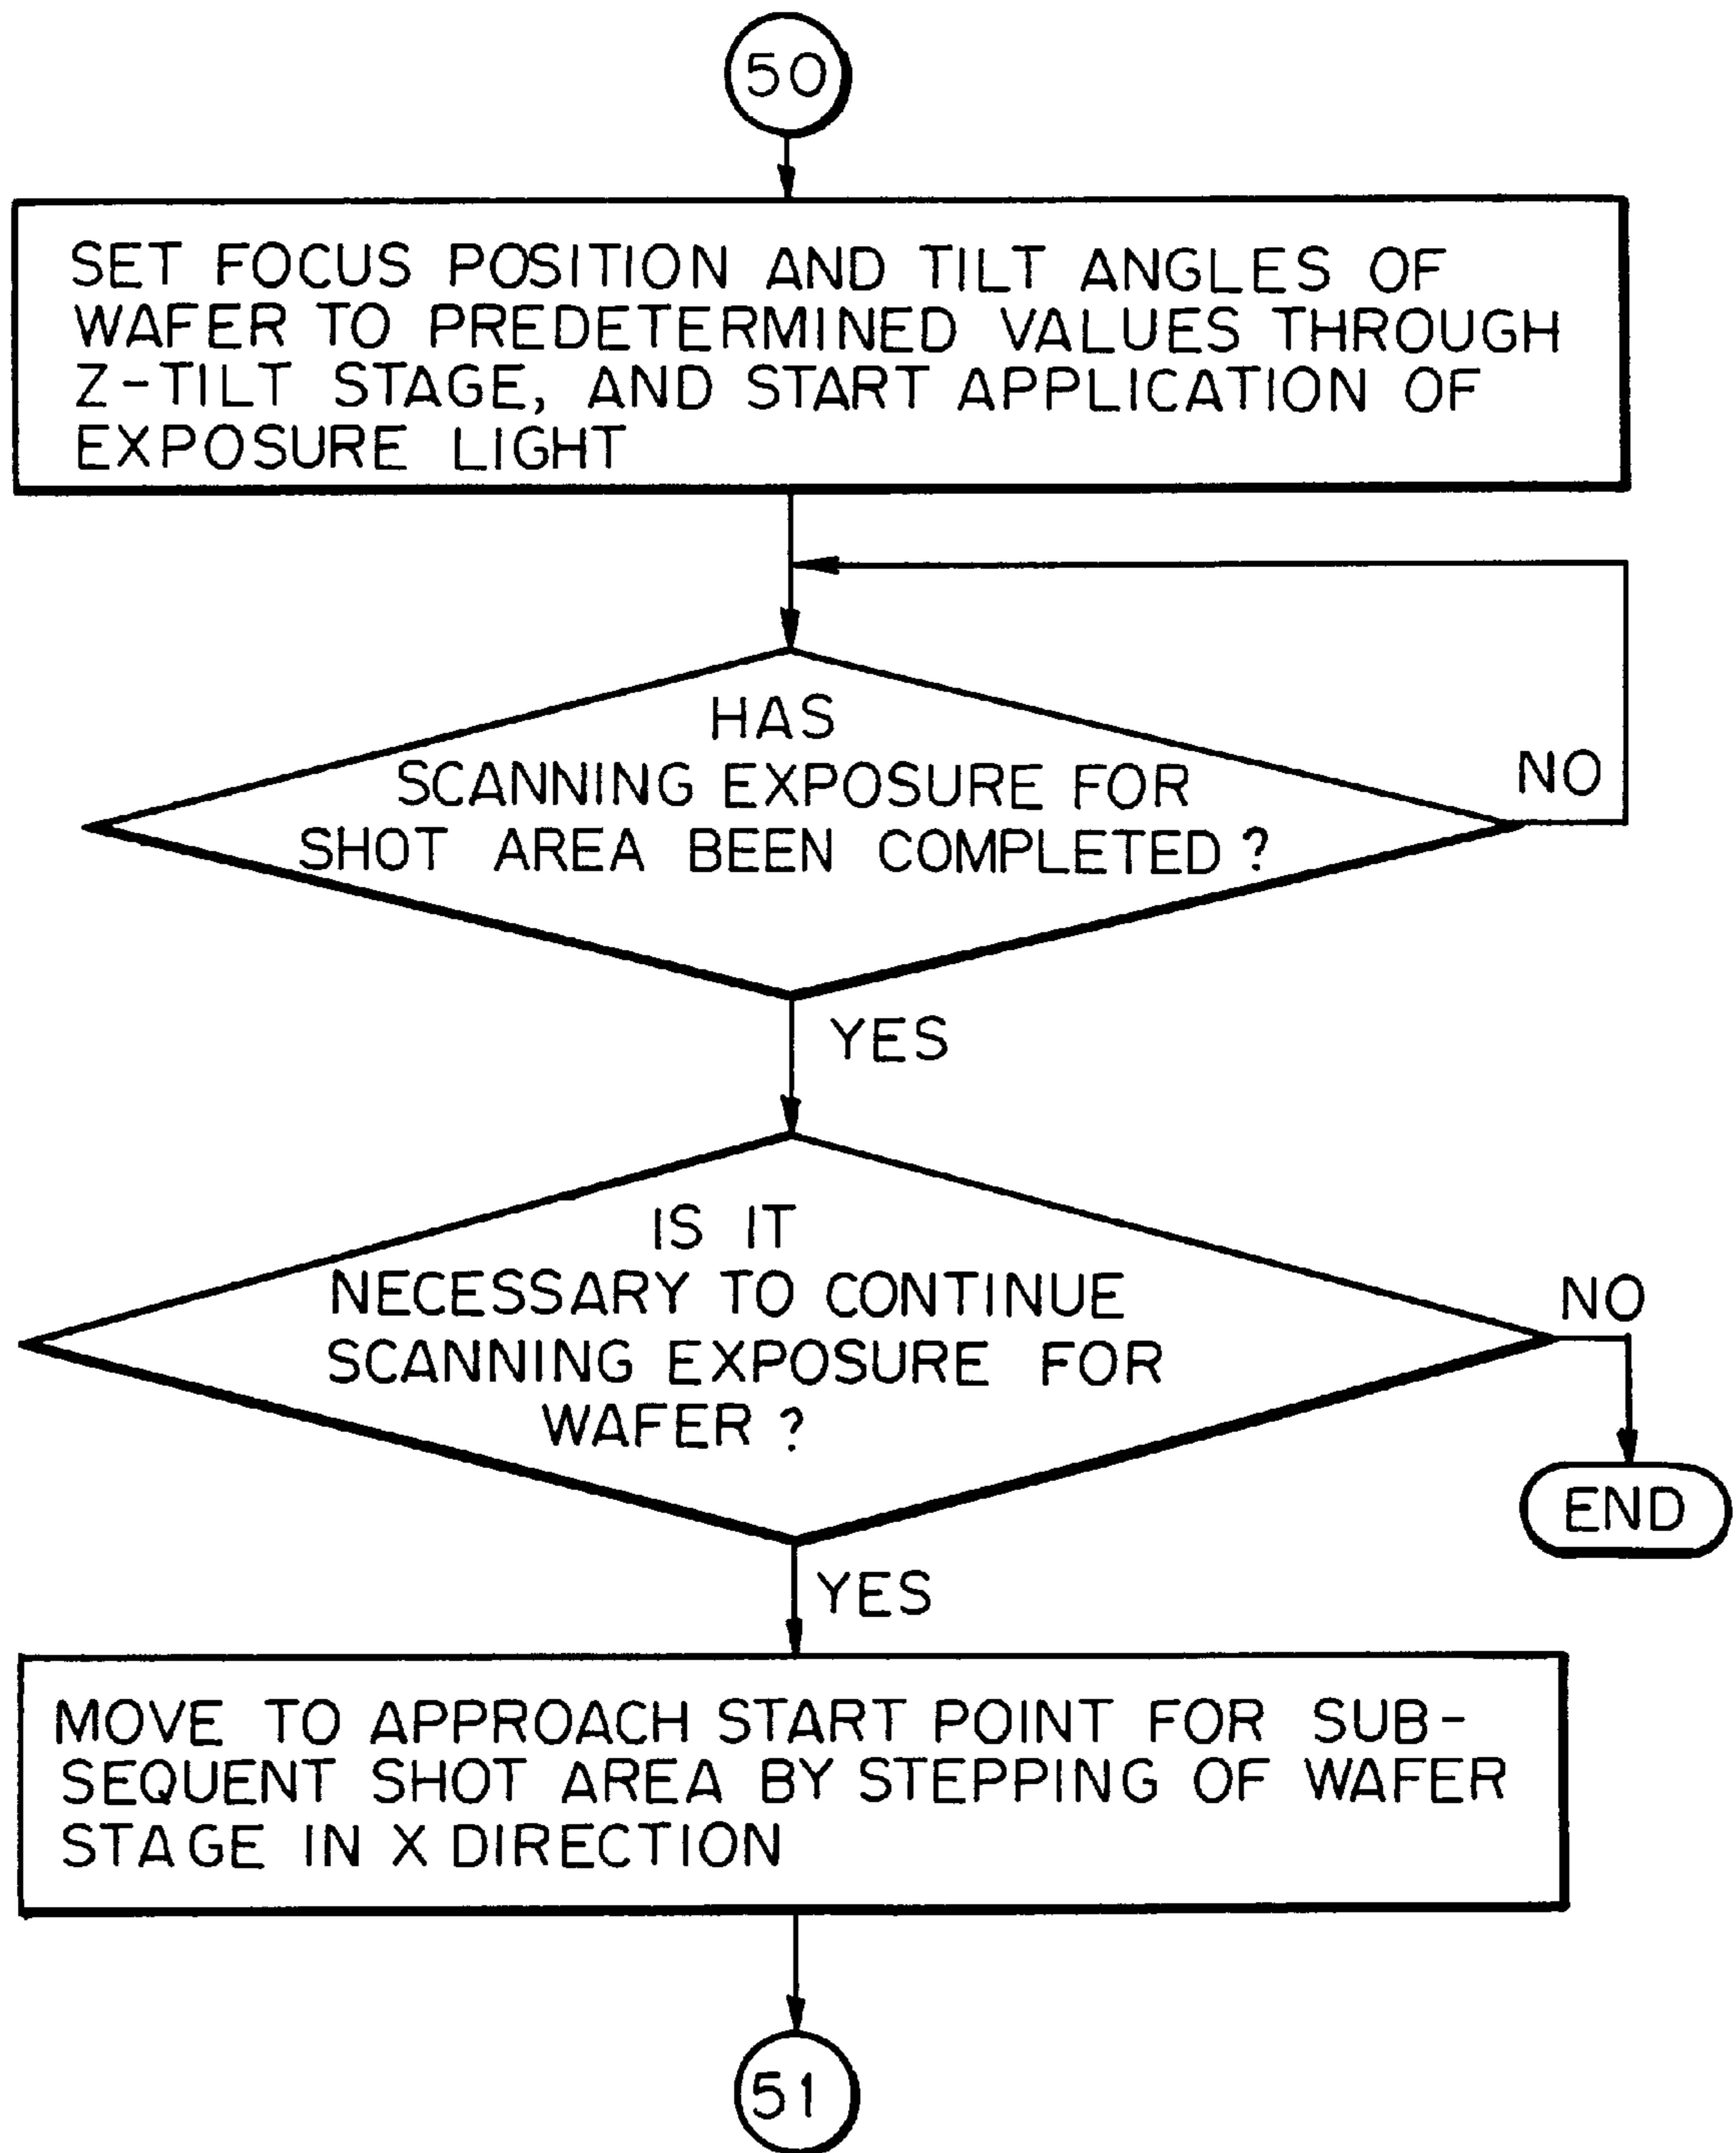 50
SET FOCUS POSITION AND TILT ANGLES OF
WAFER TO PREDETERMINED VALUES THROUGH
Z-TILT STAGE, AND START APPLICATION OF
EXPOSURE LIGHT
HAS
SCANNING EXPOSURE FOR
SHOT AREA BEEN COMPLETED ?
NO
YES
IS IT
NECESSARY TO CONTINUE
SCANNING EXPOSURE FOR
WAFER ?
NO
END
YES
MOVE TO APPROACH START POINT FOR SUB-
SEQUENT SHOT AREA BY STEPPING OF WAFER
STAGE IN X DIRECTION
51